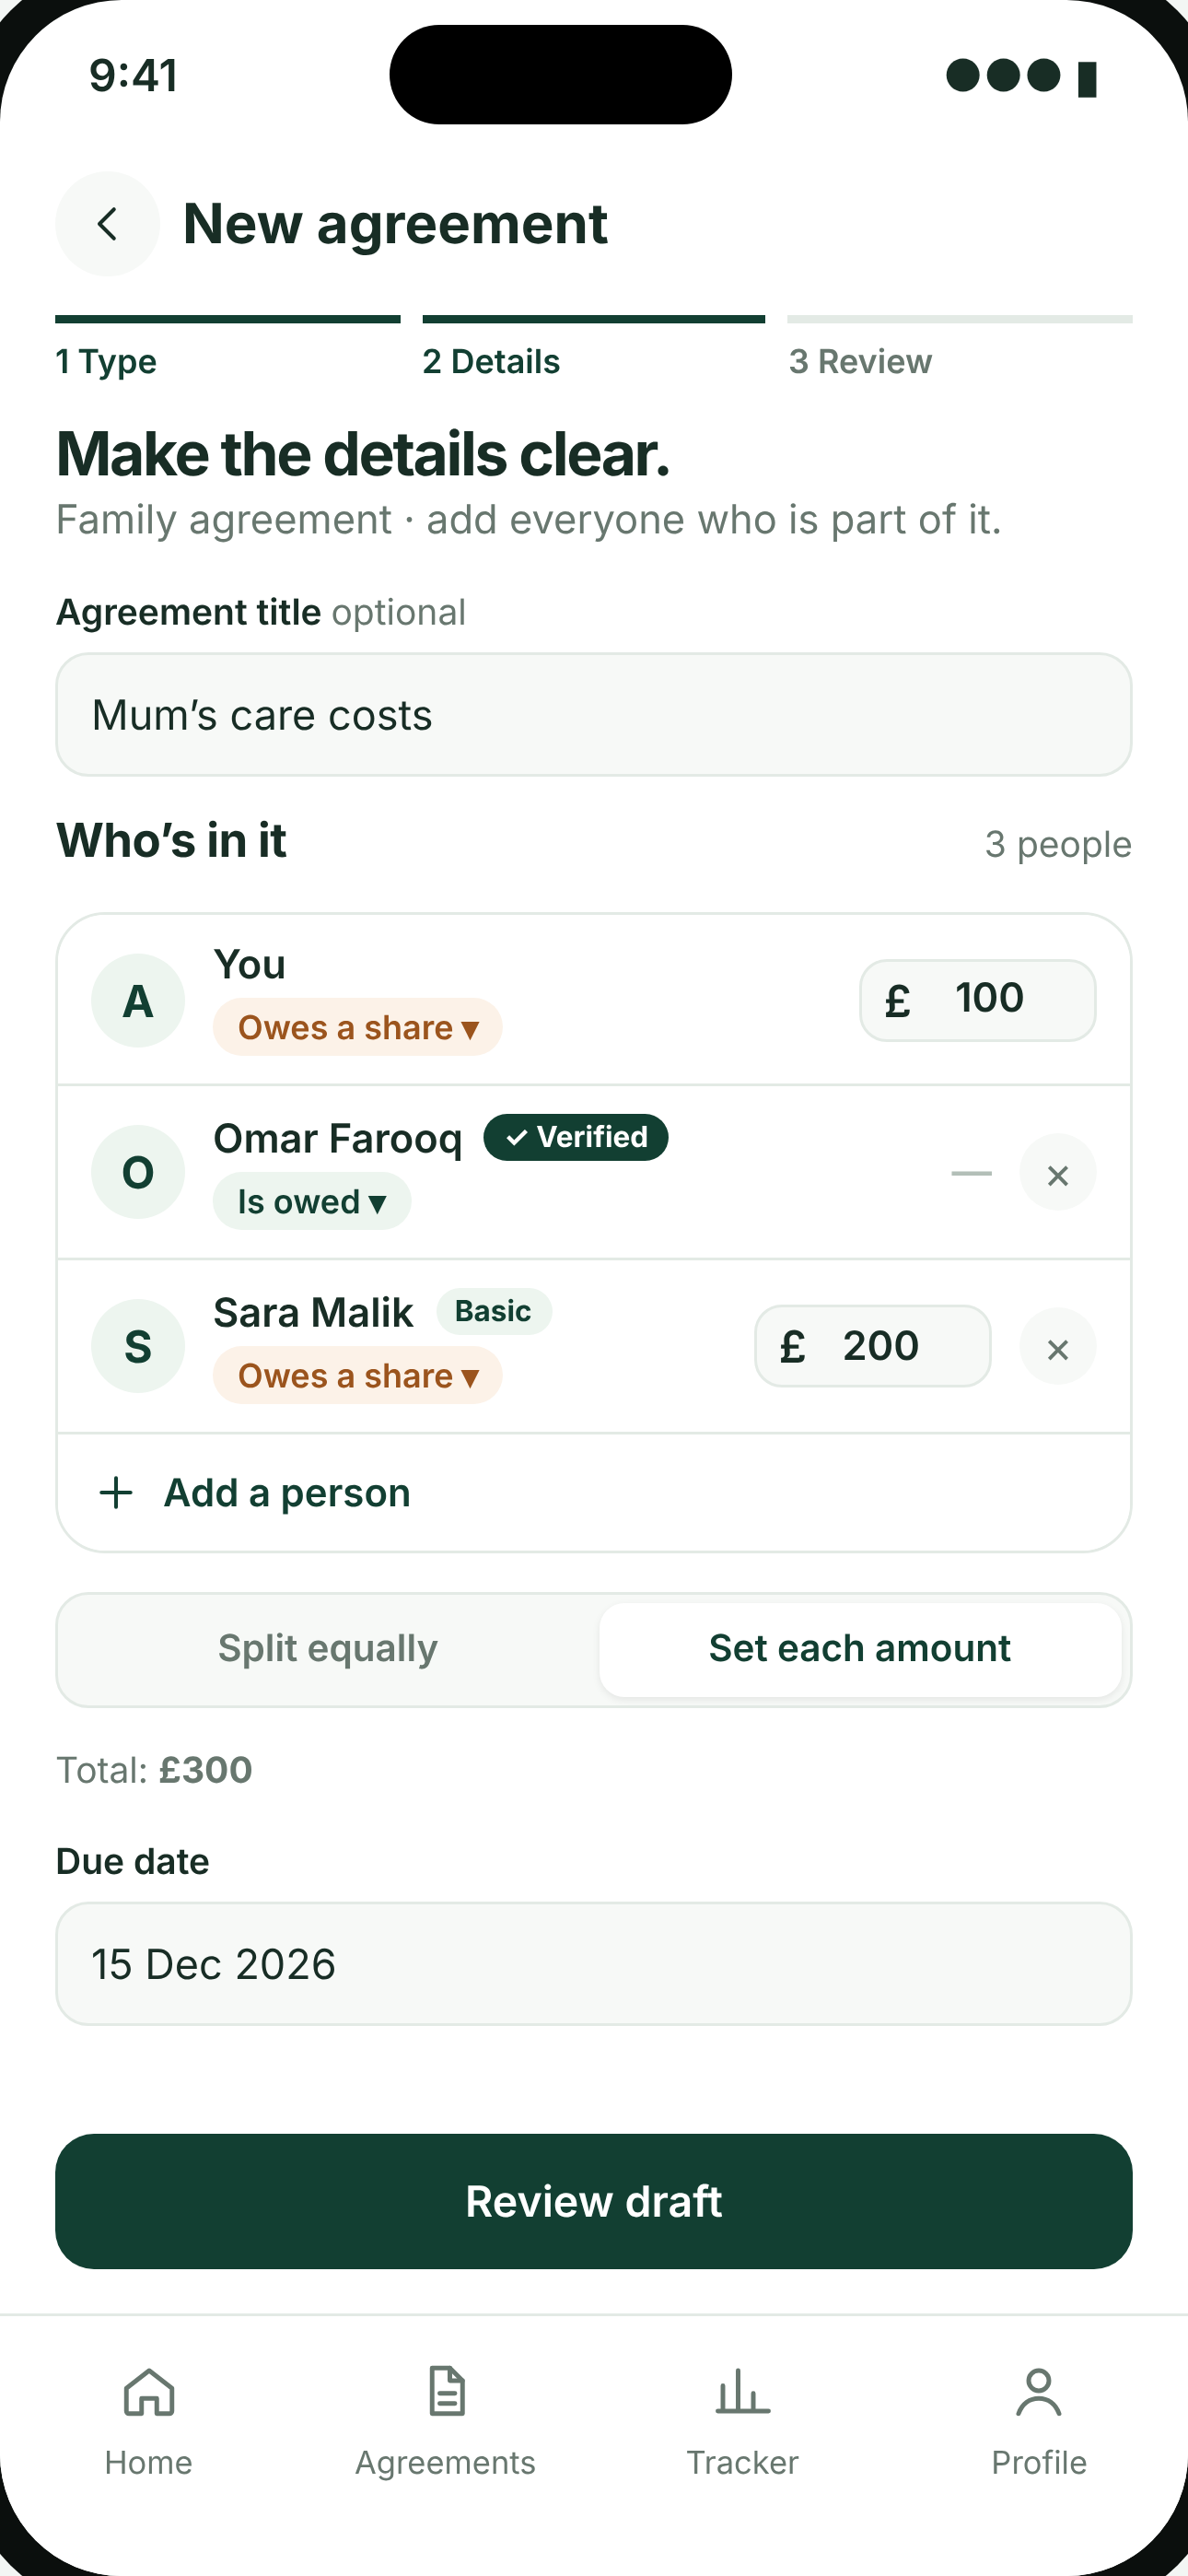 9:41
New agreement
1 Type
2 Details
3 Review
Make the details clear.
Family agreement · add everyone who is part of it.
Agreement title optional
Mum’s care costs
Who’s in it
3 people
A
You
Owes a share ▾
£ 100
O
Omar Farooq
✓ Verified
Is owed ▾
—
×
S
Sara Malik
Basic
Owes a share ▾
£ 200
×
+ Add a person
Split equally
Set each amount
Total: £300
Due date
15 Dec 2026
Review draft
Home
Agreements
Tracker
Profile